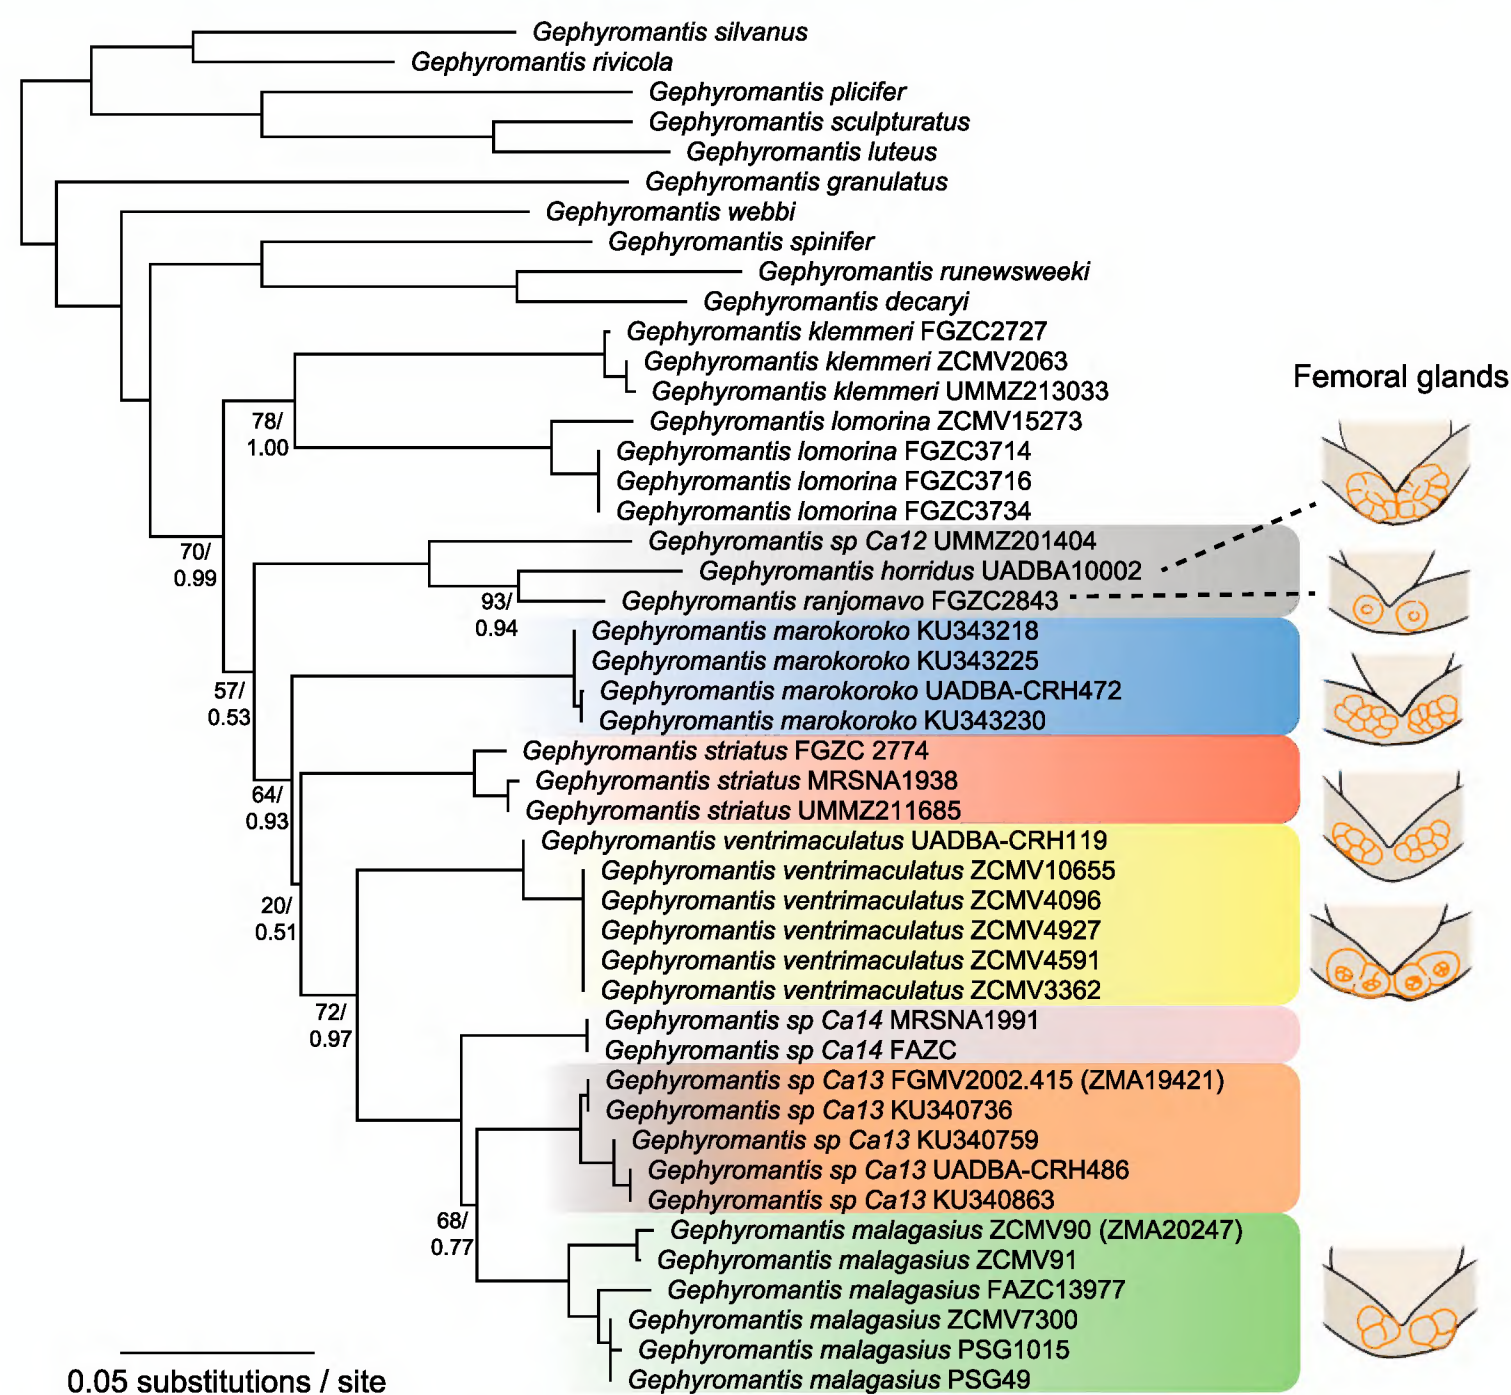 Gephyromantis silvanus
Gephyromantis rivicola
Gephyromantis plicifer
Gephyromantis sculpturatus
Gephyromantis luteus
Gephyromantis granulatus
Gephyromantis webbi
Gephyromantis spinifer
Gephyromantis runewsweeki
Gephyromantis decaryi
Gephyromantis klemmeri FGZC2727
Gephyromantis klemmeri ZCMV2063
Femoral glands
Gephyromantis klemmeri UMMZ213033
78/
1.00
Gephyromantis lomorina ZCMV15273
Gephyromantis lomorina FGZC3714
Gephyromantis lomorina FGZC3716
Gephyromantis lomorina FGZC3734
70/
0.99
Gephyromantis sp Ca12 UMMZ201404
Gephyromantis horridus UADBA10002
Gephyromantis ranjomavo FGZC2843
93/
0.94
Gephyromantis marokoroko KU343218
Gephyromantis marokoroko KU343225
Gephyromantis marokoroko UADBA-CRH472
Gephyromantis marokoroko KU343230
57/
0.53
Gephyromantis striatus FGZC 2774
Gephyromantis striatus MRSNA1938
Gephyromantis striatus UMMZ211685
64/
0.93
Gephyromantis ventrimaculatus UADBA-CRH119
Gephyromantis ventrimaculatus ZCMV10655
Gephyromantis ventrimaculatus ZCMV4096
Gephyromantis ventrimaculatus ZCMV4927
Gephyromantis ventrimaculatus ZCMV4591
Gephyromantis ventrimaculatus ZCMV3362
20/
0.51
72/
0.97
Gephyromantis sp Ca14 MRSNA1991
Gephyromantis sp Ca14 FAZC
Gephyromantis sp Ca13 FGMV2002.415 (ZMA19421)
Gephyromantis sp Ca13 KU340736
Gephyromantis sp Ca13 KU340759
Gephyromantis sp Ca13 UADBA-CRH486
Gephyromantis sp Ca13 KU340863
68/
0.77
Gephyromantis malagasius ZCMV90 (ZMA20247)
Gephyromantis malagasius ZCMV91
Gephyromantis malagasius FAZC13977
Gephyromantis malagasius ZCMV7300
Gephyromantis malagasius PSG1015
Gephyromantis malagasius PSG49
0.05 substitutions / site